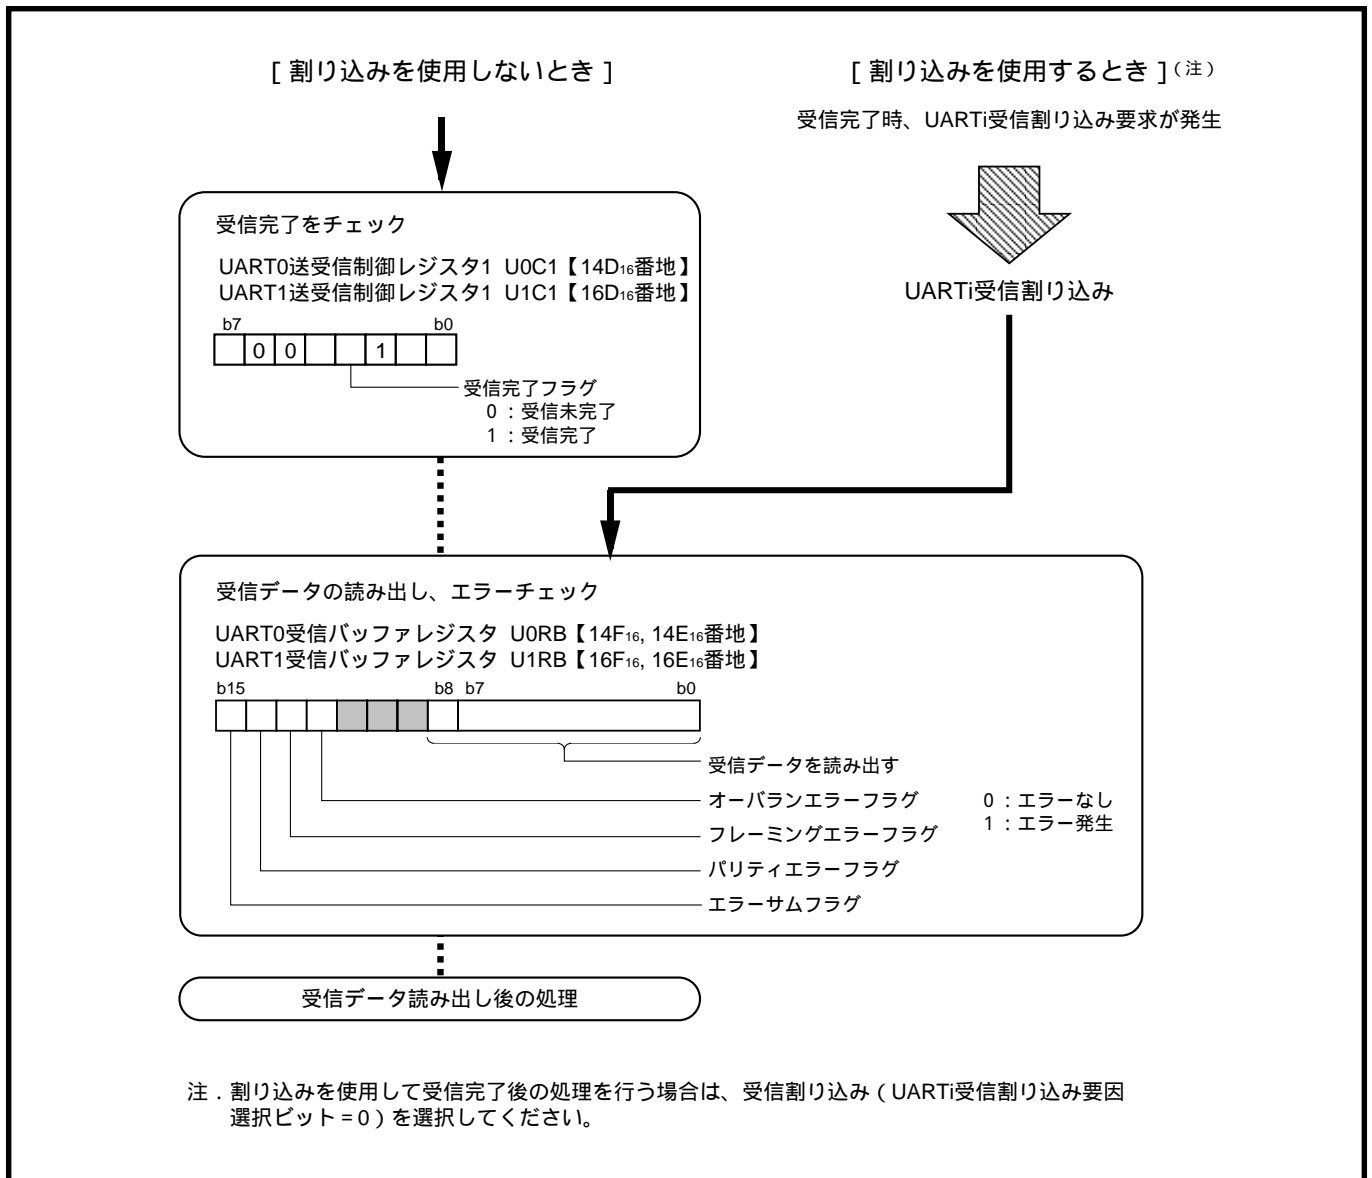 [ 割り込みを使用しないとき ]
[ 割り込みを使用するとき ](注)
受信完了時、UARTi受信割り込み要求が発生
受信完了をチェック
UART0送受信制御レジスタ1 U0C1【14D16番地】
UART1送受信制御レジスタ1 U1C1【16D16番地】
b7 b0
0 0 1
受信完了フラグ
0 : 受信未完了
1 : 受信完了
UARTi受信割り込み
受信データの読み出し、エラーチェック
UART0受信バッファレジスタ U0RB【14F16, 14E16番地】
UART1受信バッファレジスタ U1RB【16F16, 16E16番地】
b15 b8 b7 b0
受信データを読み出す
オーバランエラーフラグ 0 : エラーなし
1 : エラー発生
フレーミングエラーフラグ
パリティエラーフラグ
エラーサムフラグ
受信データ読み出し後の処理
注．割り込みを使用して受信完了後の処理を行う場合は、受信割り込み（UARTi受信割り込み要因
選択ビット = 0）を選択してください。